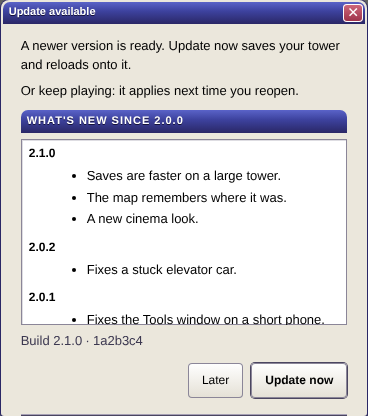 Update available
A newer version is ready. Update now saves your tower
and reloads onto it.
Or keep playing: it applies next time you reopen.
WHAT'S NEW SINCE 2.0.0
2.1.0
• Saves are faster on a large tower.
• The map remembers where it was.
• A new cinema look.
2.0.2
• Fixes a stuck elevator car.
2.0.1
• Fixes the Tools window on a short phone.
Build 2.1.0 · 1a2b3c4
Later
Update now